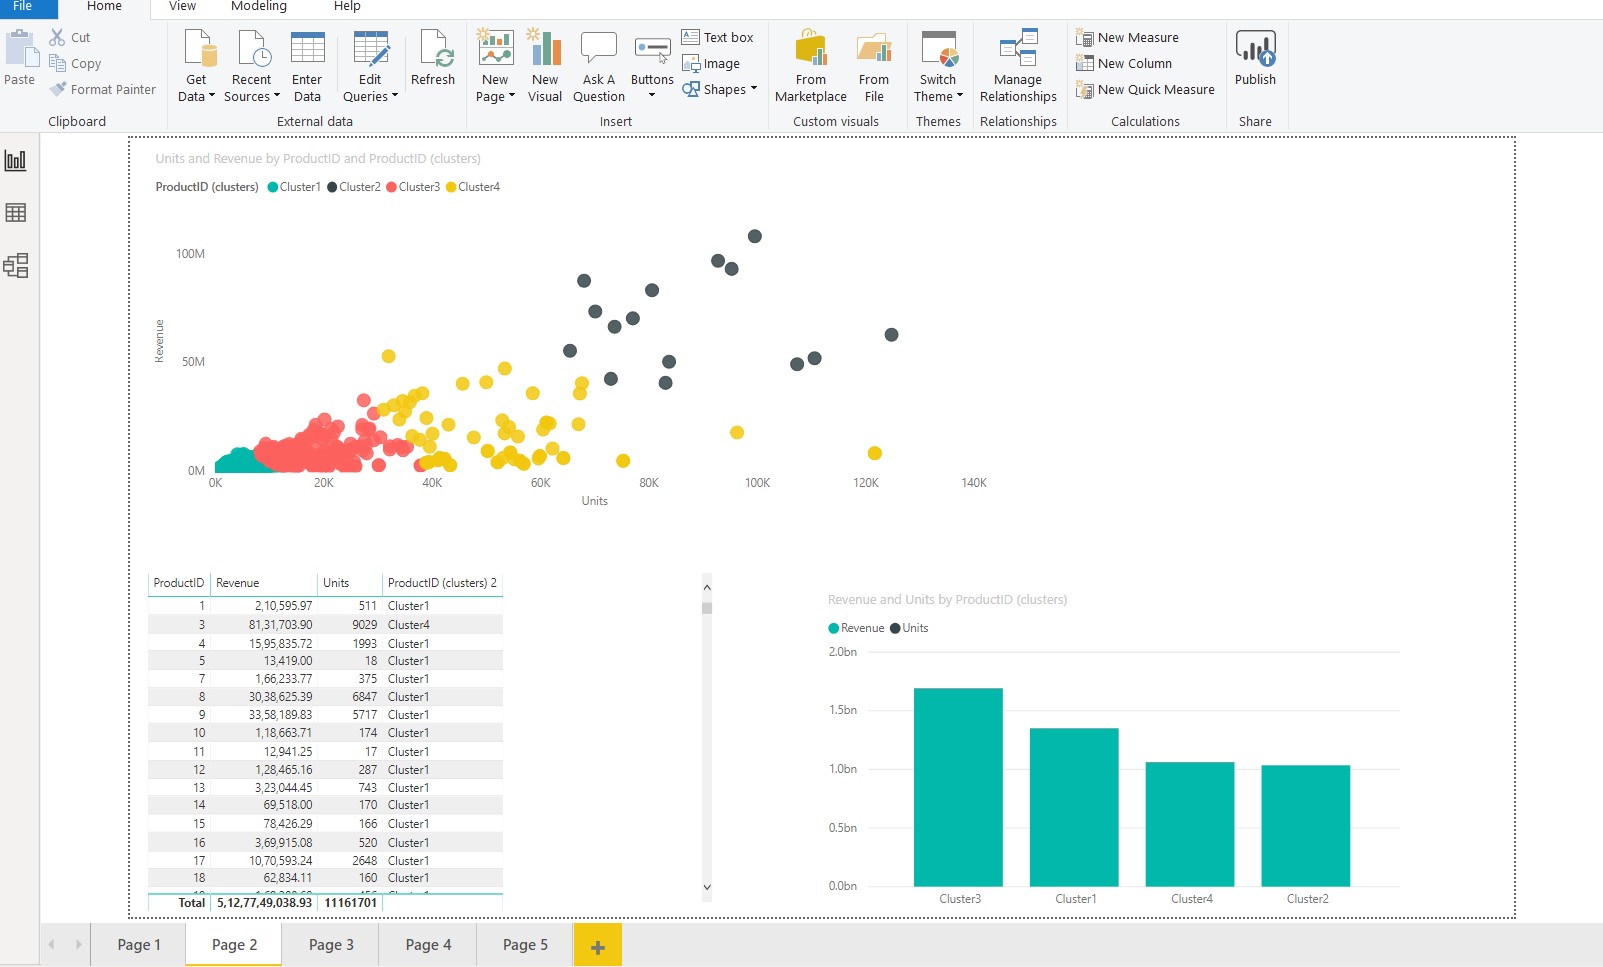 File Home View Modeling Help
Cut
Copy
Format Painter
Paste
Clipboard
Get Data
Recent Sources
Enter Data
Edit Queries
Refresh
External data
New Page
New Visual
Ask A Question
Buttons
Text box
Image
Shapes
Insert
From Marketplace
From File
Custom visuals
Switch Theme
Themes
Manage Relationships
Relationships
New Measure
New Column
New Quick Measure
Calculations
Publish
Share
Units and Revenue by ProductID and ProductID (clusters)
ProductID (clusters) Cluster1 Cluster2 Cluster3 Cluster4
100M
50M
0M
Revenue
0K 20K 40K 60K 80K 100K 120K 140K
Units
ProductID Revenue Units ProductID (clusters) 2
1 2,10,595.97 511 Cluster1
3 81,31,703.90 9029 Cluster4
4 15,95,835.72 1993 Cluster1
5 13,419.00 18 Cluster1
7 1,66,233.77 375 Cluster1
8 30,38,625.39 6847 Cluster1
9 33,58,189.83 5717 Cluster1
10 1,18,663.71 174 Cluster1
11 12,941.25 17 Cluster1
12 1,28,465.16 287 Cluster1
13 3,23,044.45 743 Cluster1
14 69,518.00 170 Cluster1
15 78,426.29 166 Cluster1
16 3,69,915.08 520 Cluster1
17 10,70,593.24 2648 Cluster1
18 62,834.11 160 Cluster1
Total 5,12,77,49,038.93 11161701
Revenue and Units by ProductID (clusters)
Revenue Units
2.0bn
1.5bn
1.0bn
0.5bn
0.0bn
Cluster3 Cluster1 Cluster4 Cluster2
Page 1 Page 2 Page 3 Page 4 Page 5 +